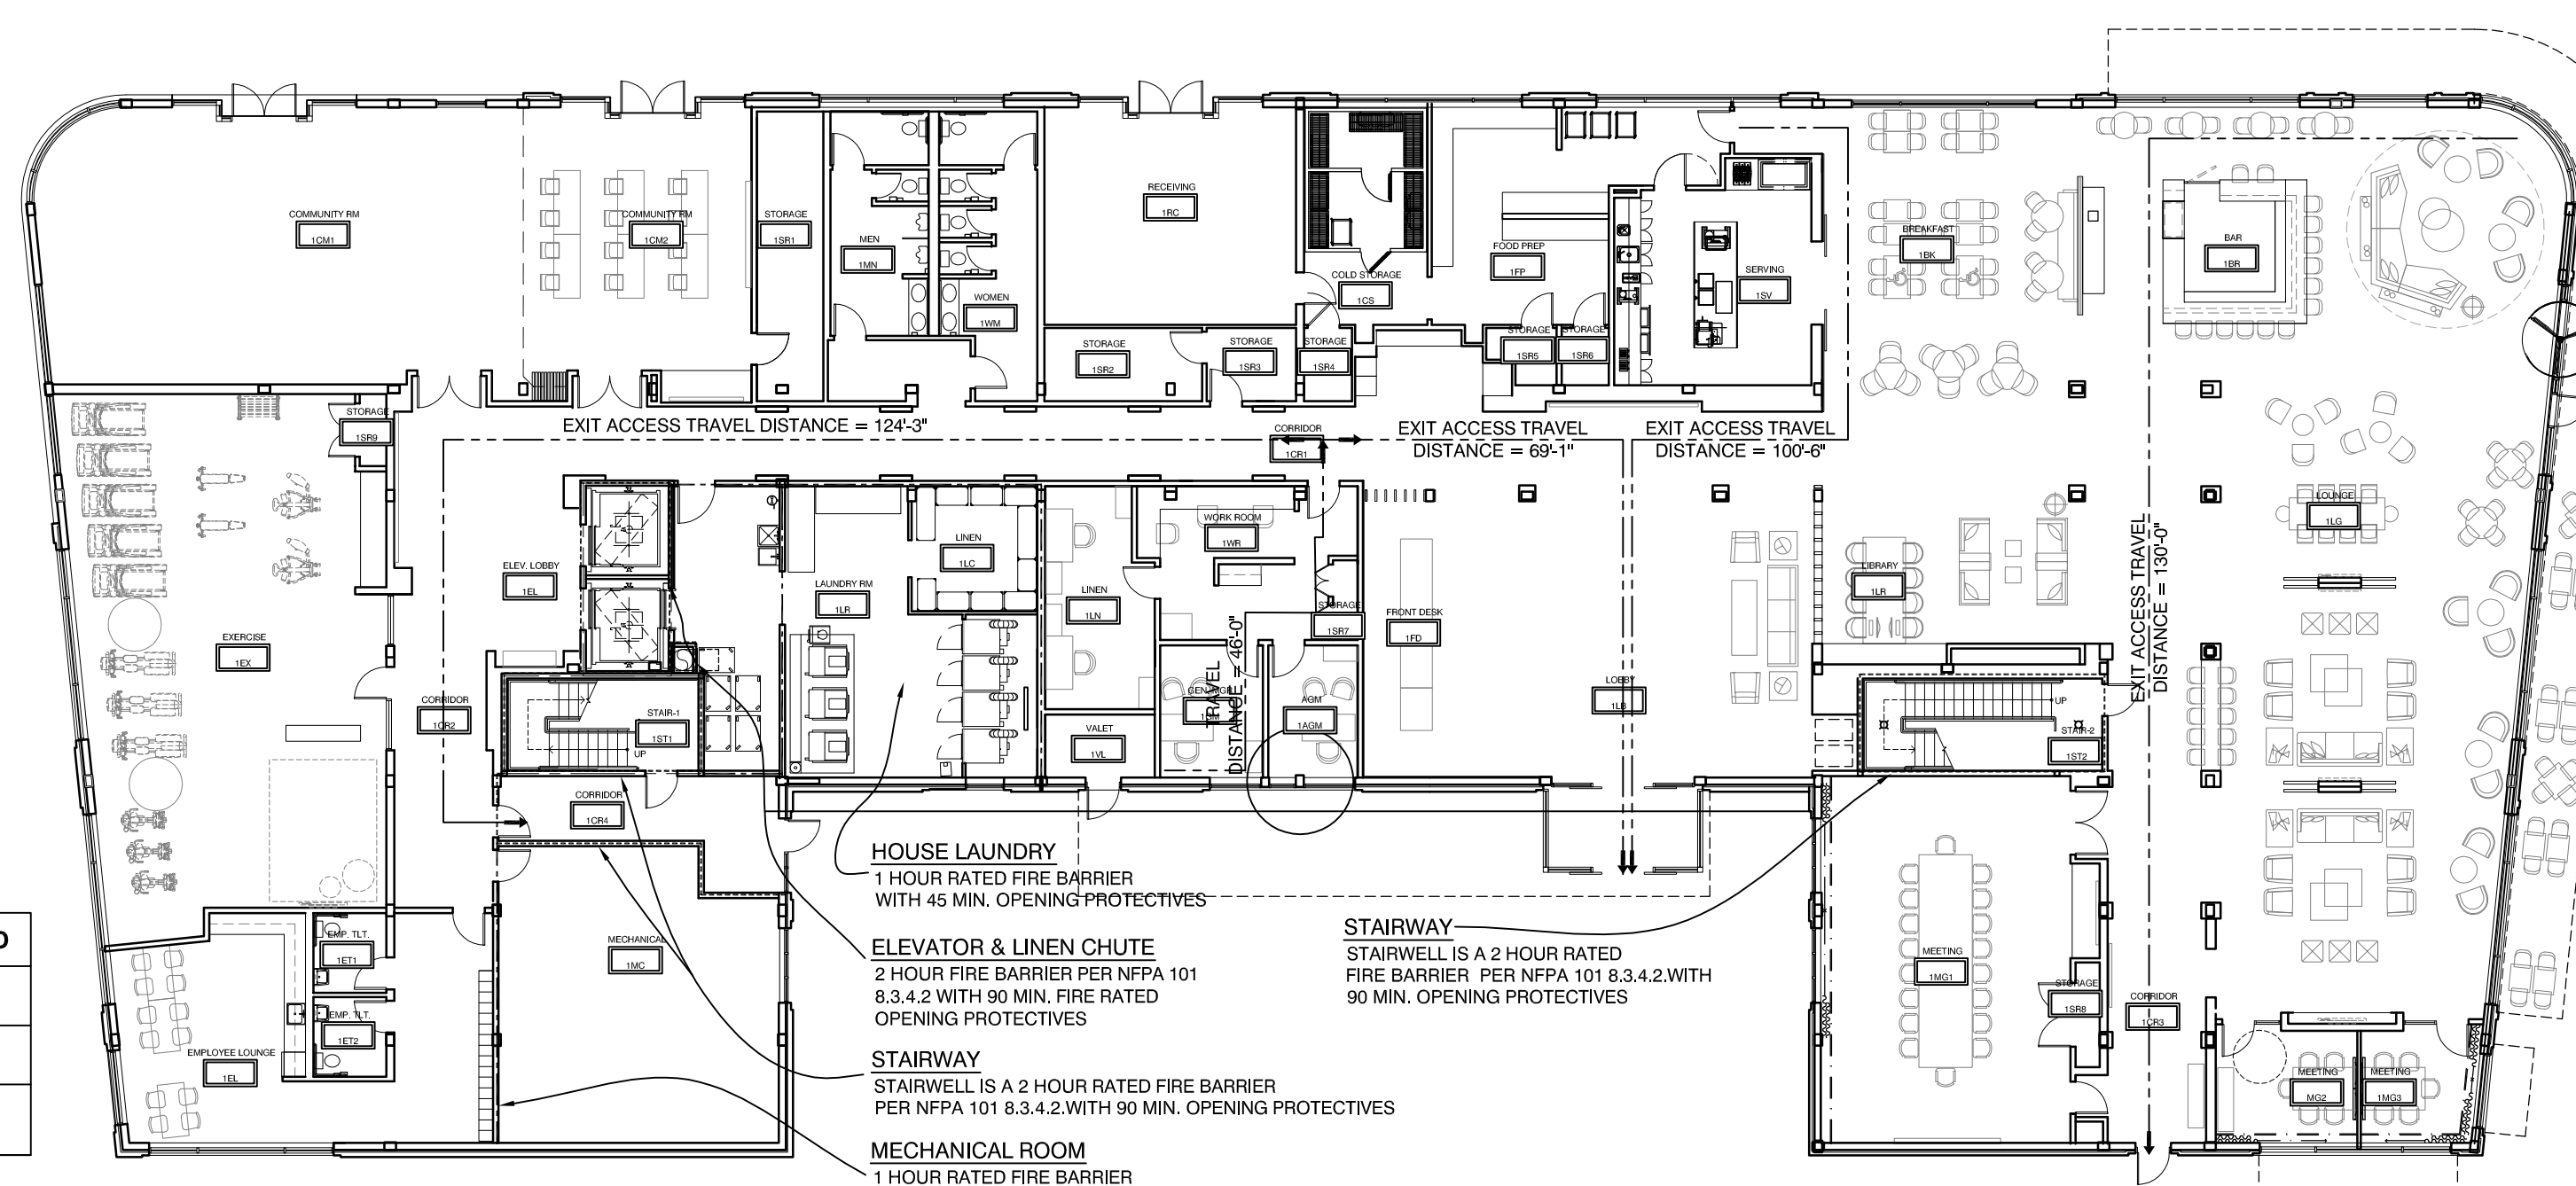 COMMUNITY RM
1CM1
COMMUNITY RM
1CM2
STORAGE
1SR1
MEN
1MN
WOMEN
1WM
RECEIVING
1RC
STORAGE
1SR2
STORAGE
1SR3
STORAGE
1SR4
COLD STORAGE
1CS
FOOD PREP
1FP
STORAGE
1SR5
STORAGE
1SR6
SERVING
1SV
BREAKFAST
1BK
BAR
1BR
STORAGE
1SR9
EXIT ACCESS TRAVEL DISTANCE = 124'-3"
CORRIDOR
1CR1
EXIT ACCESS TRAVEL
DISTANCE = 69'-1"
EXIT ACCESS TRAVEL
DISTANCE = 100'-6"
EXIT ACCESS TRAVEL
DISTANCE = 130'-0"
LOUNGE
1LG
ELEV. LOBBY
1EL
LAUNDRY RM
1LR
LINEN
1LC
LINEN
1LN
WORK ROOM
1WR
STORAGE
1SR7
FRONT DESK
1FD
LIBRARY
1LR
EXERCISE
1EX
CORRIDOR
1CR2
STAIR-1
1ST1
UP
VALET
1VL
GEN. MGR
TRAVEL
DISTANCE = 46'-0"
AGM
1AGM
LOBBY
1LB
UP
STAIR-2
1ST2
CORRIDOR
1CR4
HOUSE LAUNDRY
1 HOUR RATED FIRE BARRIER
WITH 45 MIN. OPENING PROTECTIVES
ELEVATOR & LINEN CHUTE
2 HOUR FIRE BARRIER PER NFPA 101
8.3.4.2 WITH 90 MIN. FIRE RATED
OPENING PROTECTIVES
STAIRWAY
STAIRWELL IS A 2 HOUR RATED
FIRE BARRIER PER NFPA 101 8.3.4.2.WITH
90 MIN. OPENING PROTECTIVES
STAIRWAY
STAIRWELL IS A 2 HOUR RATED FIRE BARRIER
PER NFPA 101 8.3.4.2.WITH 90 MIN. OPENING PROTECTIVES
MECHANICAL ROOM
1 HOUR RATED FIRE BARRIER
MECHANICAL
1MC
EMP. TLT.
1ET1
EMP. TLT.
1ET2
EMPLOYEE LOUNGE
1EL
MEETING
1MG1
STORAGE
1SR8
CORRIDOR
1CR3
MEETING
MG2
MEETING
1MG3